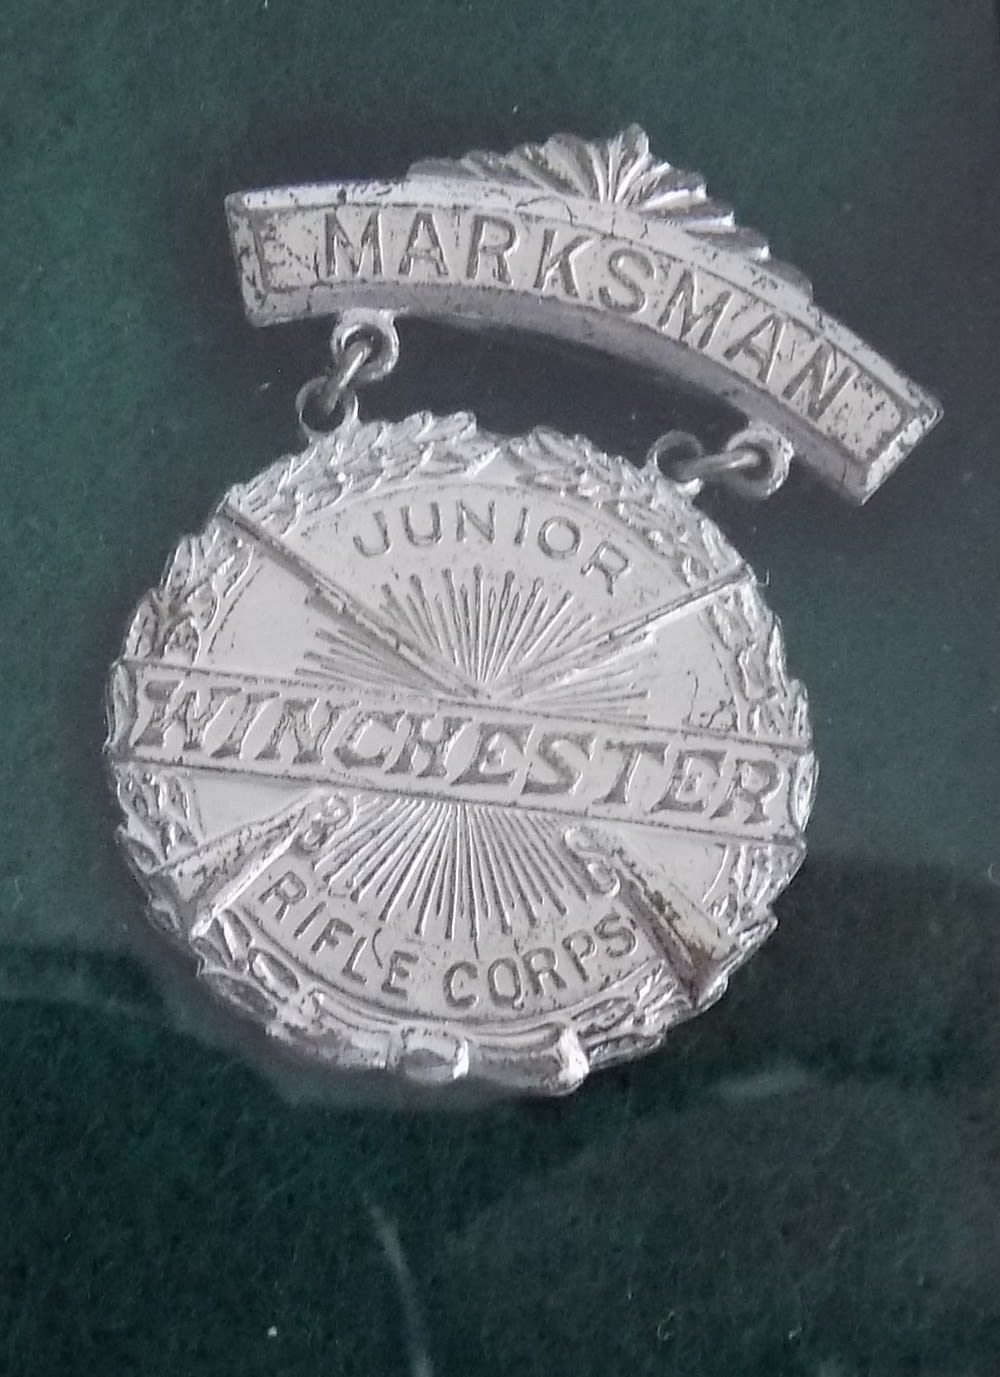 MARKSMAN
JUNIOR
WINCHESTER
RIFLE CORPS